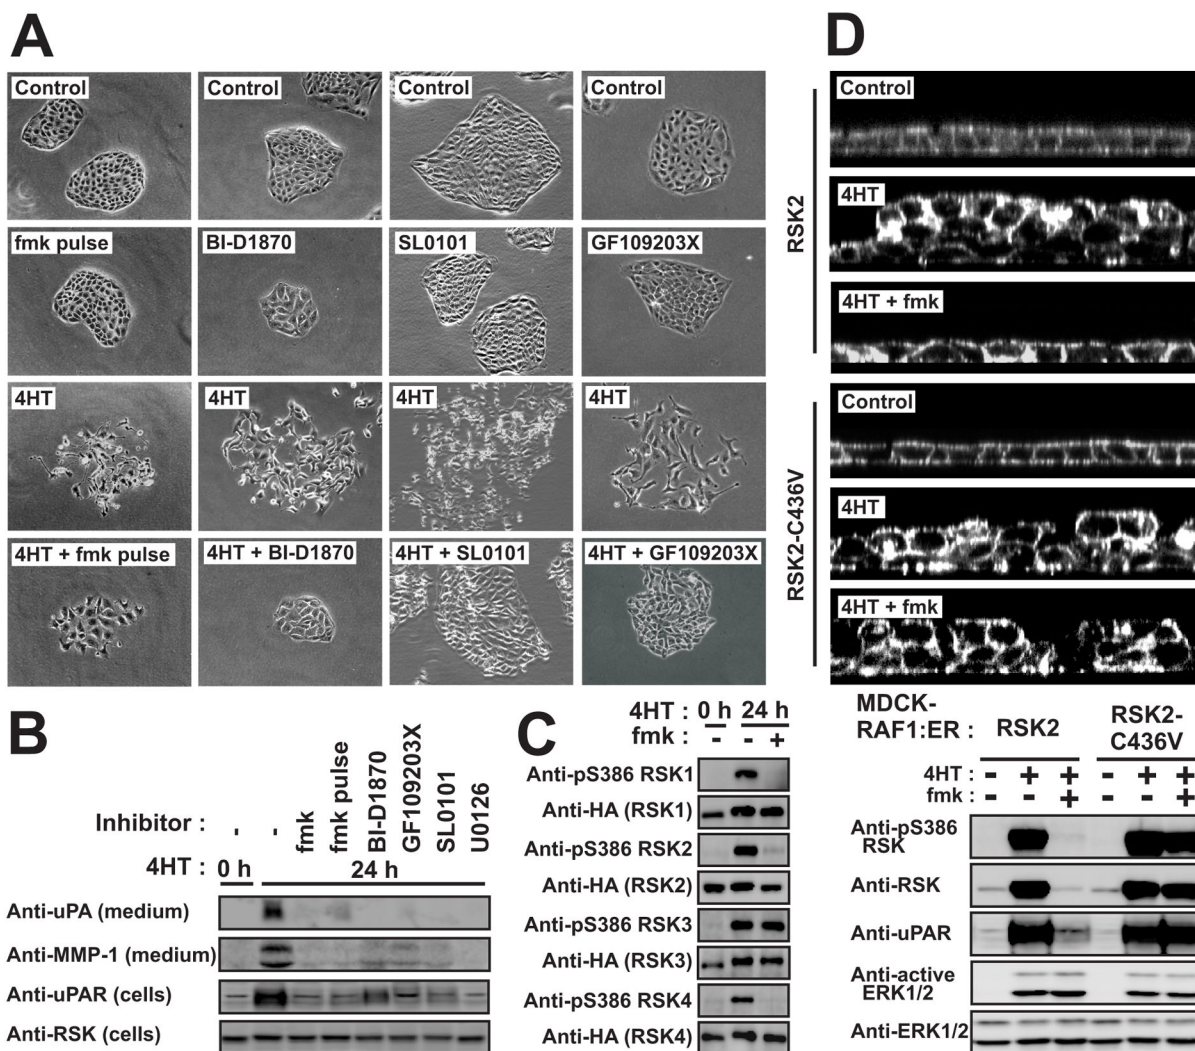 A
Control
Control
Control
Control
fmk pulse
BI-D1870
SL0101
GF109203X
4HT
4HT
4HT
4HT
4HT + fmk pulse
4HT + BI-D1870
4HT + SL0101
4HT + GF109203X
B
Inhibitor :
- - fmk fmk pulse BI-D1870 GF109203X SL0101 U0126
4HT : 0 h 24 h
Anti-uPA (medium)
Anti-MMP-1 (medium)
Anti-uPAR (cells)
Anti-RSK (cells)
C
4HT : 0 h 24 h
fmk : - - +
Anti-pS386 RSK1
Anti-HA (RSK1)
Anti-pS386 RSK2
Anti-HA (RSK2)
Anti-pS386 RSK3
Anti-HA (RSK3)
Anti-pS386 RSK4
Anti-HA (RSK4)
D
RSK2
Control
4HT
4HT + fmk
RSK2-C436V
Control
4HT
4HT + fmk
MDCK-
RAF1:ER : RSK2 RSK2-
C436V
4HT : - + + - + +
fmk : - - + - - +
Anti-pS386
RSK
Anti-RSK
Anti-uPAR
Anti-active
ERK1/2
Anti-ERK1/2